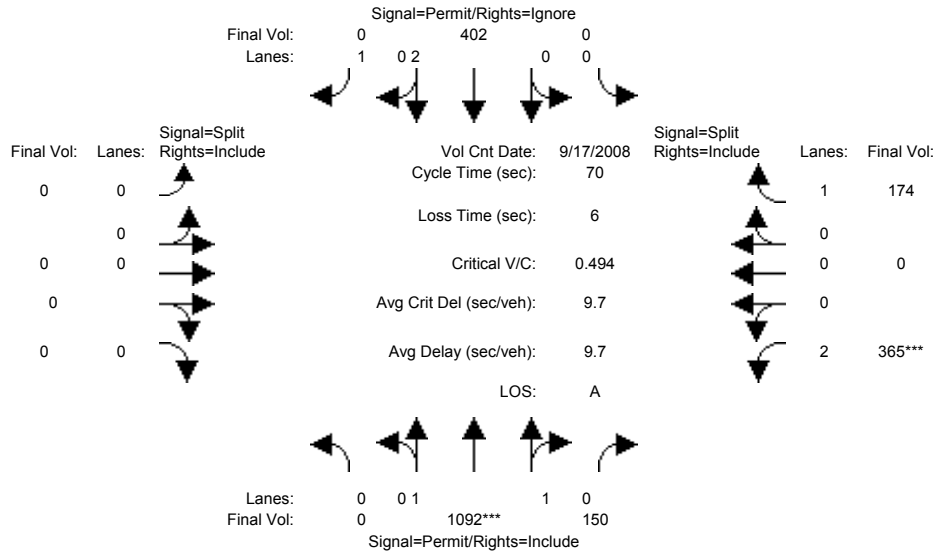 Signal=Permit/Rights=Ignore
Final Vol: 0 402 0
Lanes: 1 0 2 0 0
Signal=Split Signal=Split
Final Vol: Lanes: Rights=Include Vol Cnt Date: 9/17/2008 Rights=Include Lanes: Final Vol:
Cycle Time (sec): 70
0 0 1 174
Loss Time (sec): 6
0 0
0 0 Critical V/C: 0.494 0 0
0 Avg Crit Del (sec/veh): 9.7 0
0 0 Avg Delay (sec/veh): 9.7 2 365***
LOS: A
Lanes: 0 0 1 1 0
Final Vol: 0 1092*** 150
Signal=Permit/Rights=Include